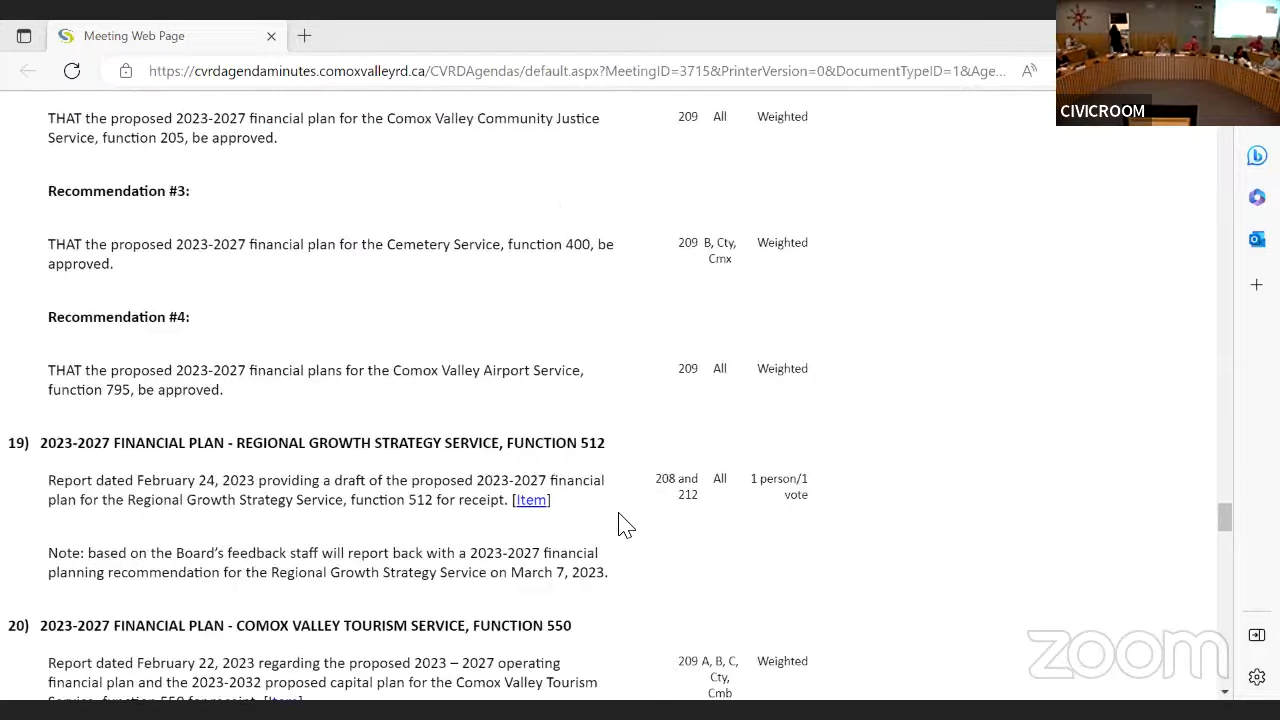 Meeting Web Page
https://cvrdagendaminutes.comoxvalleyrd.ca/CVRDAgendas/default.aspx?MeetingID=3715&PrinterVersion=0&DocumentTypeID=1&Age...
CIVICROOM
THAT the proposed 2023-2027 financial plan for the Comox Valley Community Justice 209 All Weighted
Service, function 205, be approved.
Recommendation #3:
THAT the proposed 2023-2027 financial plan for the Cemetery Service, function 400, be 209 B, Cty, Weighted
approved. Cmx
Recommendation #4:
THAT the proposed 2023-2027 financial plans for the Comox Valley Airport Service, 209 All Weighted
function 795, be approved.
19) 2023-2027 FINANCIAL PLAN - REGIONAL GROWTH STRATEGY SERVICE, FUNCTION 512
Report dated February 24, 2023 providing a draft of the proposed 2023-2027 financial 208 and All 1 person/1
plan for the Regional Growth Strategy Service, function 512 for receipt. [Item] 212 vote
Note: based on the Board's feedback staff will report back with a 2023-2027 financial
planning recommendation for the Regional Growth Strategy Service on March 7, 2023.
20) 2023-2027 FINANCIAL PLAN - COMOX VALLEY TOURISM SERVICE, FUNCTION 550
Report dated February 22, 2023 regarding the proposed 2023 – 2027 operating 209 A, B, C, Weighted
financial plan and the 2023-2032 proposed capital plan for the Comox Valley Tourism Cty,
Service, function 550 for receipt. [Item] Cmb
zoom